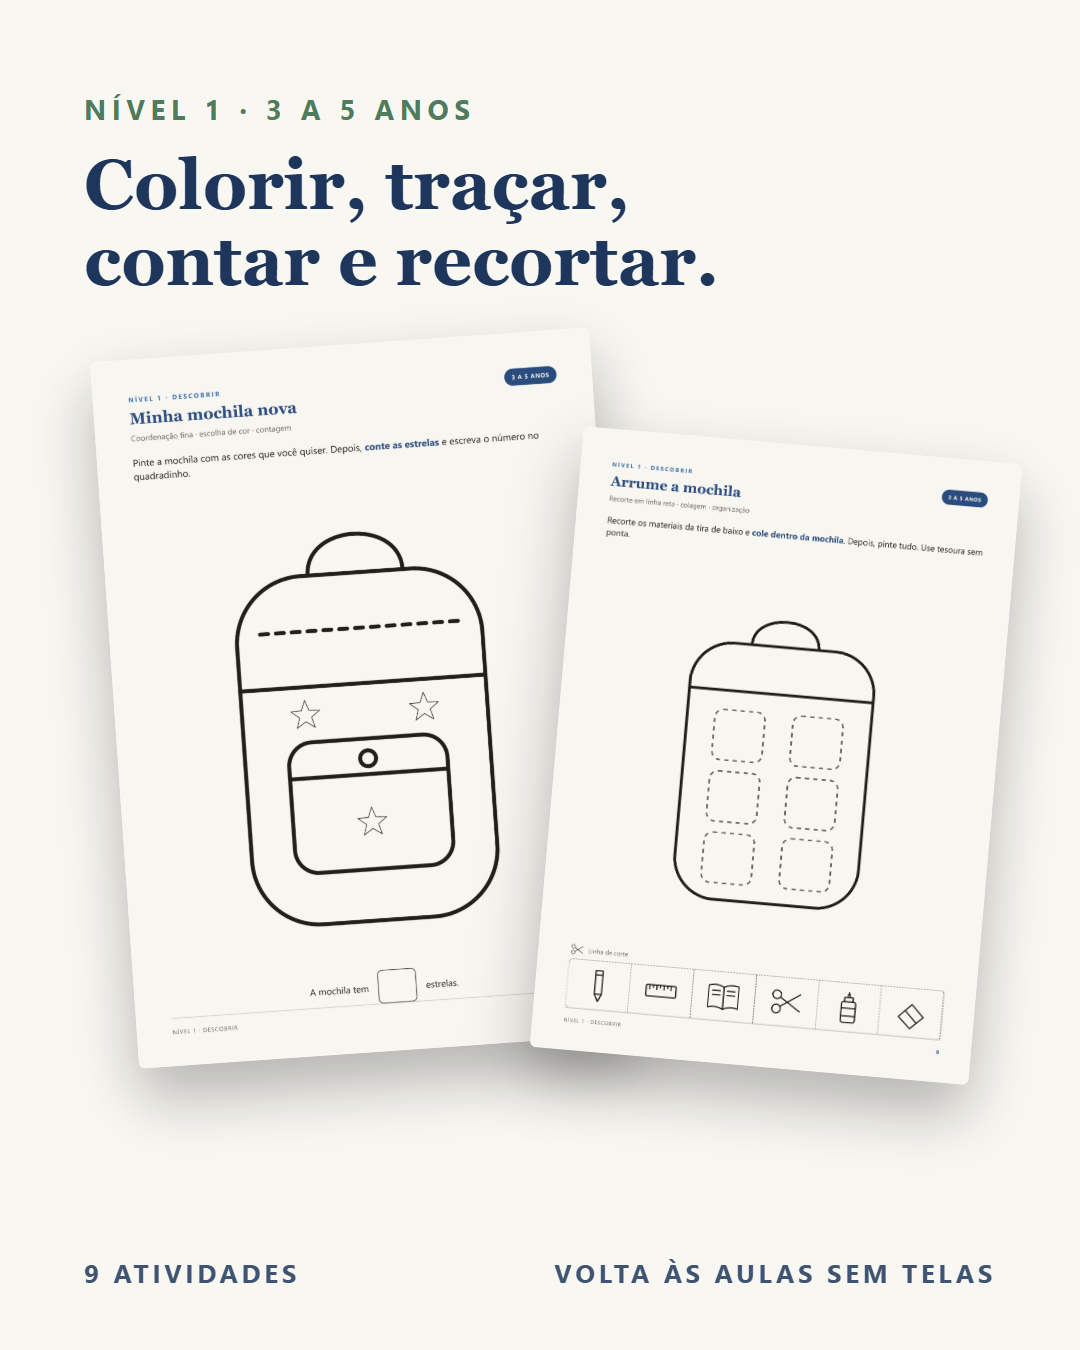 NÍVEL 1 · 3 A 5 ANOS
Colorir, traçar,
contar e recortar.
NÍVEL 1 · DESCOBRIR
3 A 5 ANOS
Minha mochila nova
Coordenação fina · escolha de cor · contagem
Pinte a mochila com as cores que você quiser. Depois, conte as estrelas e escreva o número no
quadradinho.
A mochila tem estrelas.
NÍVEL 1 · DESCOBRIR
NÍVEL 1 · DESCOBRIR
3 A 5 ANOS
Arrume a mochila
Recorte em linha reta · colagem · organização
Recorte os materiais da tira de baixo e cole dentro da mochila. Depois, pinte tudo. Use tesoura sem
ponta.
Linha de corte
NÍVEL 1 · DESCOBRIR
9
9 ATIVIDADES
VOLTA ÀS AULAS SEM TELAS